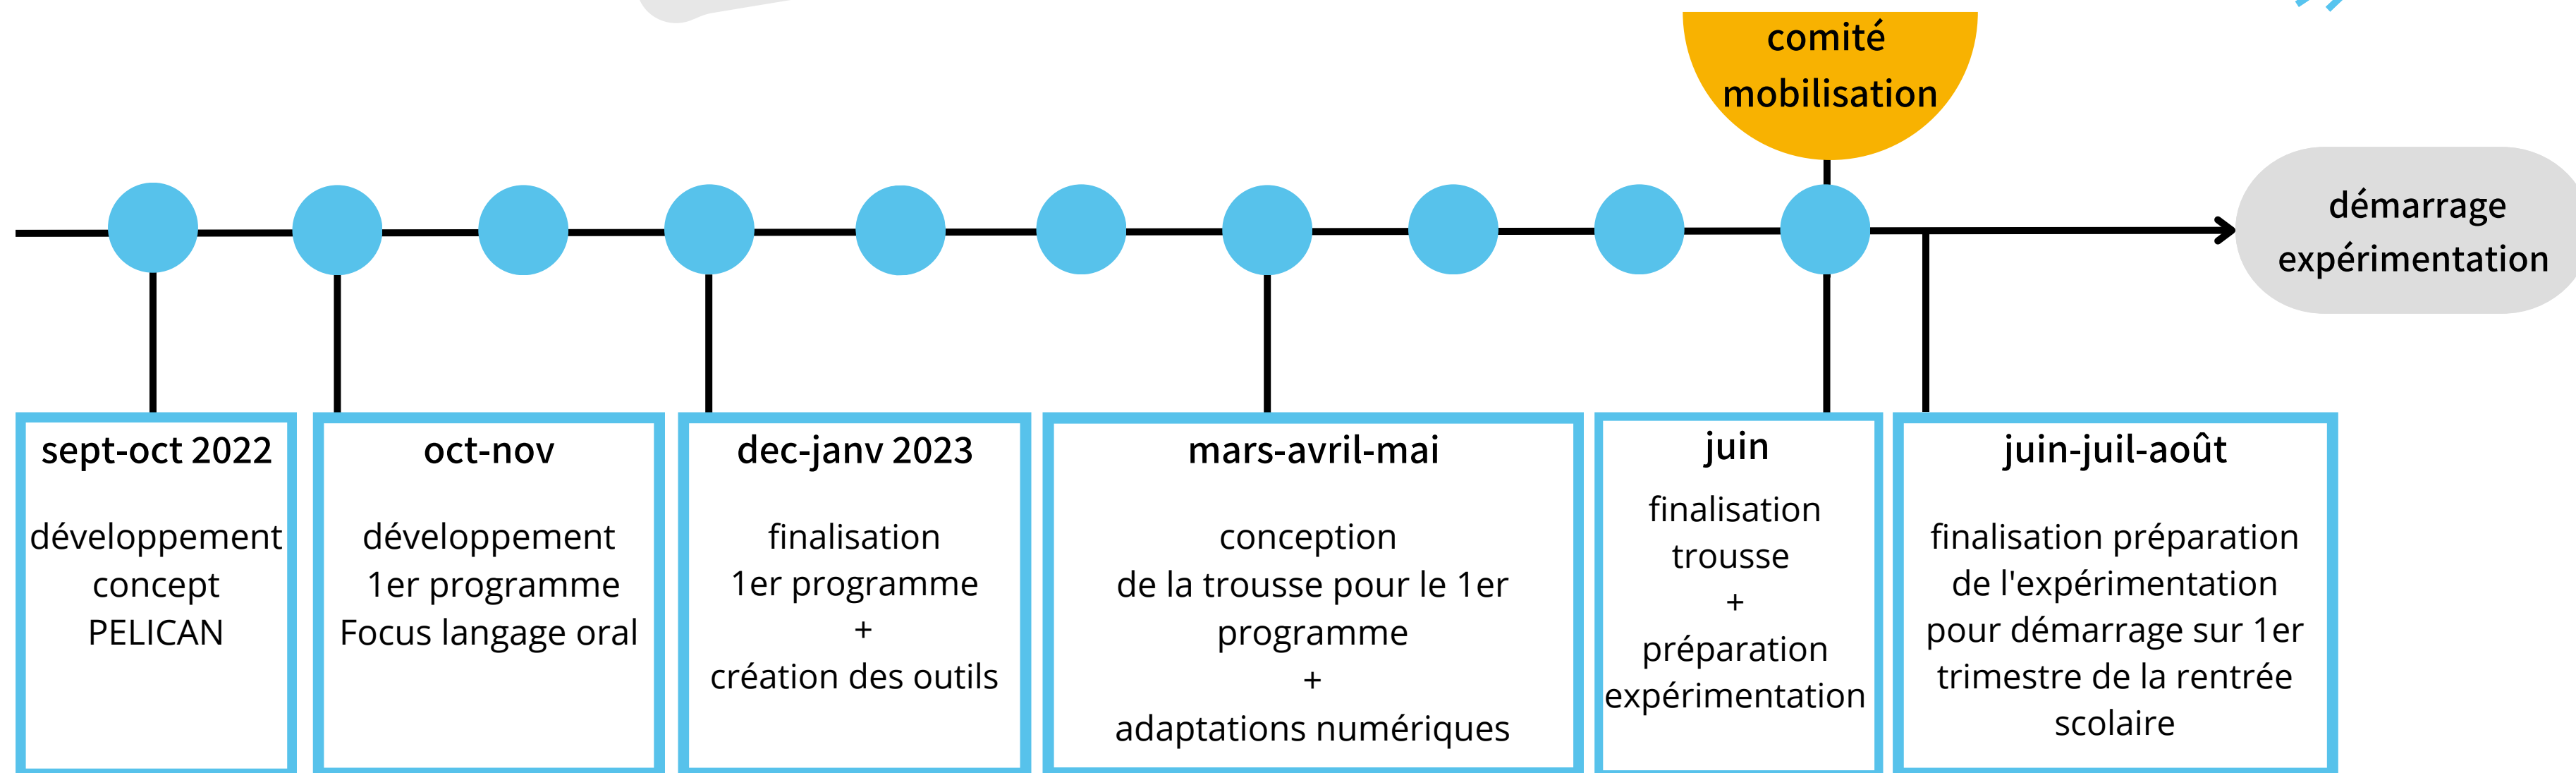 comité
mobilisation
démarrage
expérimentation
sept-oct 2022
développement
concept
PELICAN
oct-nov
développement
1er programme
Focus langage oral
dec-janv 2023
finalisation
1er programme
+
création des outils
mars-avril-mai
conception
de la trousse pour le 1er
programme
+
adaptations numériques
juin
finalisation
trousse
+
préparation
expérimentation
juin-juil-août
finalisation préparation
de l'expérimentation
pour démarrage sur 1er
trimestre de la rentrée
scolaire